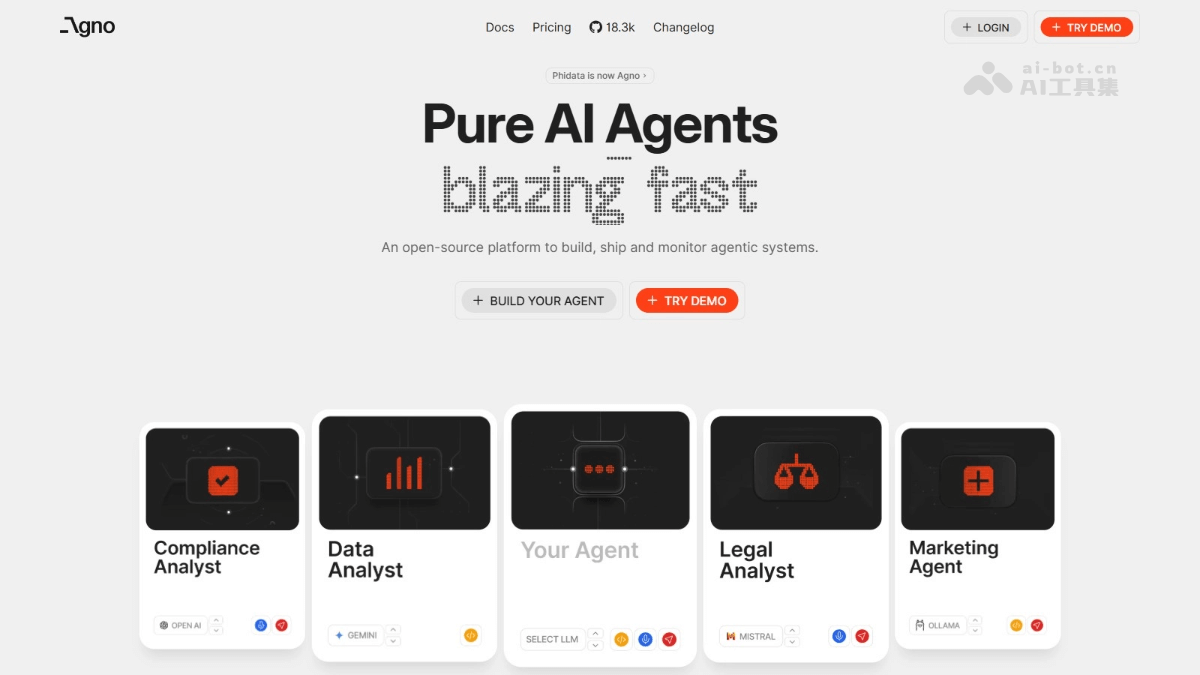 Agno
Docs Pricing 18.3k Changelog
+ LOGIN
+ TRY DEMO
ai-bot.cn
AI工具集
Phidata is now Agno ›
Pure AI Agents
blazing fast
An open-source platform to build, ship and monitor agentic systems.
+ BUILD YOUR AGENT
+ TRY DEMO
Compliance
Analyst
OPEN AI
Data
Analyst
GEMINI
Your Agent
SELECT LLM
Legal
Analyst
MISTRAL
Marketing
Agent
OLLAMA